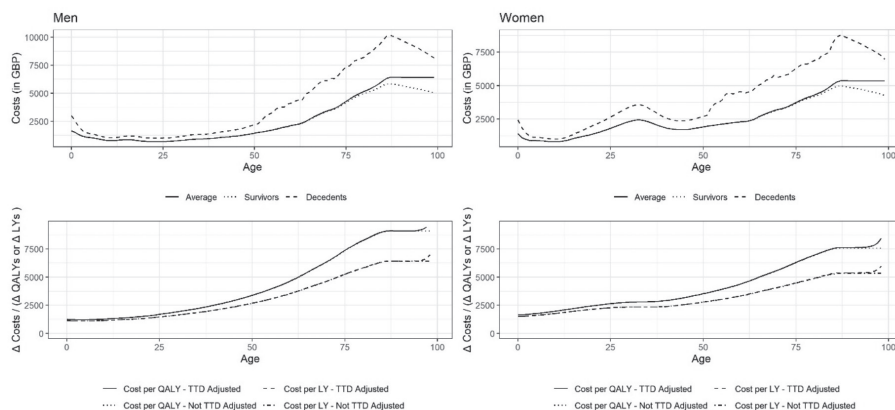 Men
Costs (in GBP)
10000
7500
5000
2500
0
25
50
75
100
Age
Average
Survivors
Decedents
Women
Costs (in GBP)
7500
5000
2500
0
25
50
75
100
Age
Average
Survivors
Decedents
Δ Costs / (Δ QALYs or Δ LYs)
7500
5000
2500
0
0
25
50
75
100
Age
Cost per QALY - TTD Adjusted
Cost per LY - TTD Adjusted
Cost per QALY - Not TTD Adjusted
Cost per LY - Not TTD Adjusted
Δ Costs / (Δ QALYs or Δ LYs)
7500
5000
2500
0
0
25
50
75
100
Age
Cost per QALY - TTD Adjusted
Cost per LY - TTD Adjusted
Cost per QALY - Not TTD Adjusted
Cost per LY - Not TTD Adjusted